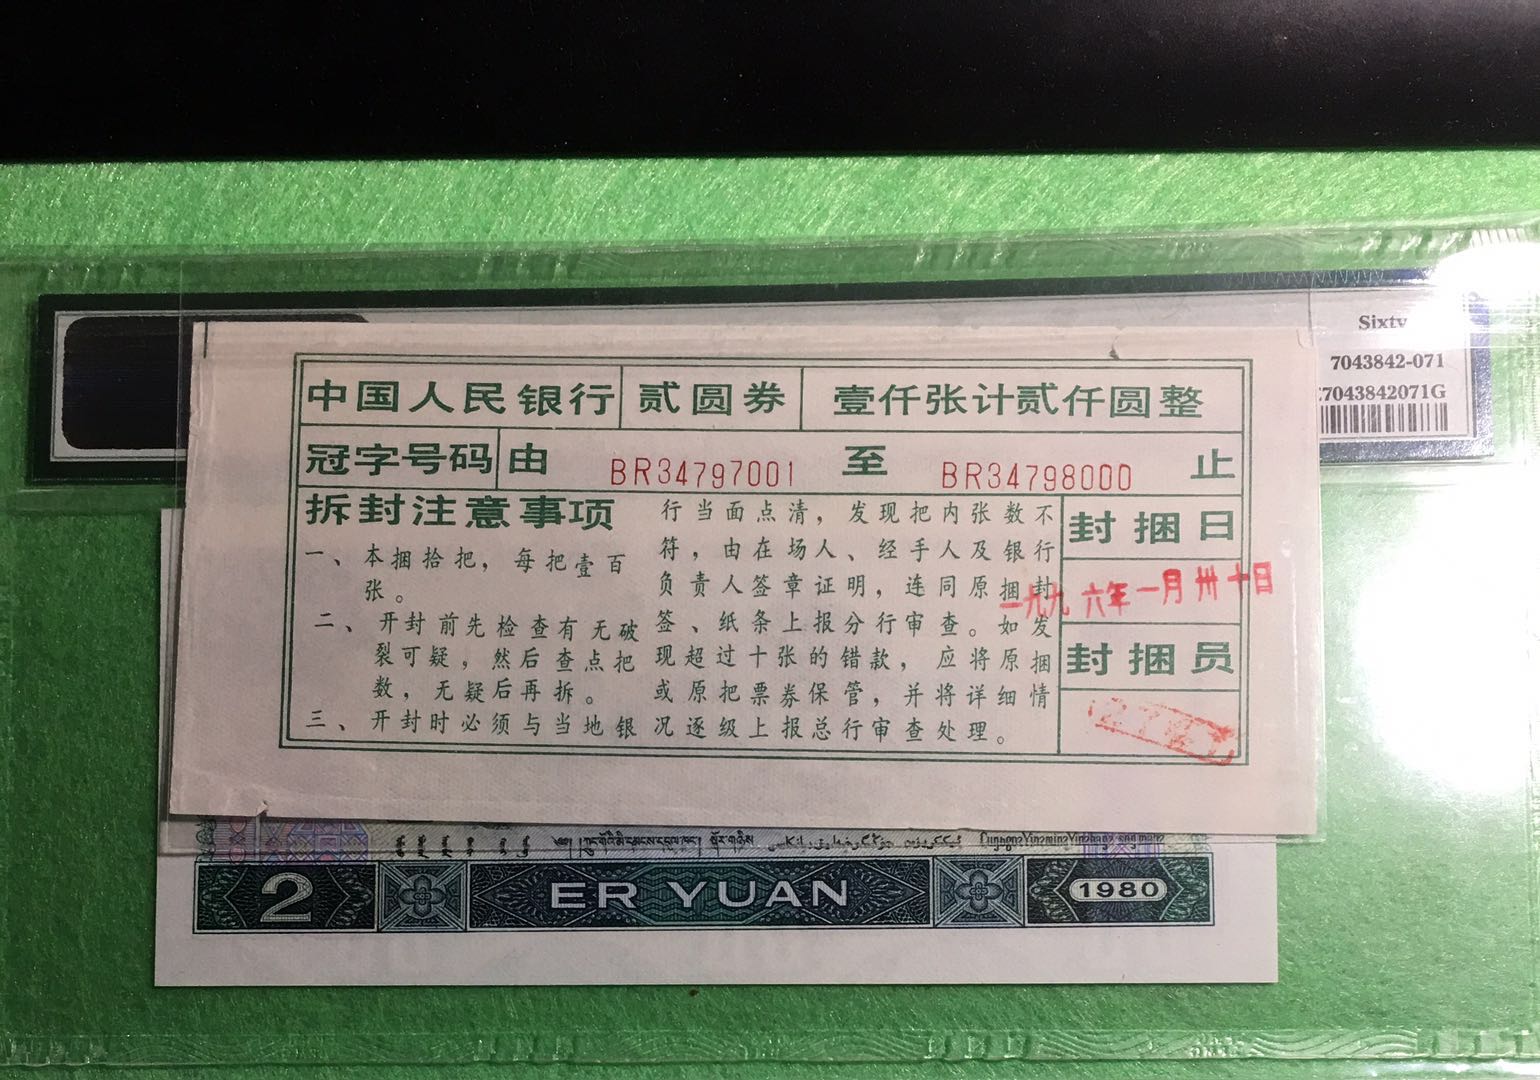 Sixty
7043842-071
7043842071G
中国人民银行 贰圆券 壹仟张计贰仟圆整
冠字号码 由 BR34797001 至 BR34798000 止
拆封注意事项
一、本捆拾把，每把壹百
张。
二、开封前先检查有无破
裂可疑，然后查点把
数，无疑后再拆。
三、开封时必须与当地银
行当面点清，发现把内张数不
符，由在场人、经手人及银行
负责人签章证明，连同原捆封
签、纸条上报分行审查。如发
现超过十张的错款，应将原捆
或原把票券保管，并将详细情
况逐级上报总行审查处理。
封捆日
一九九六年一月卅十日
封捆员
2 ER YUAN 1980